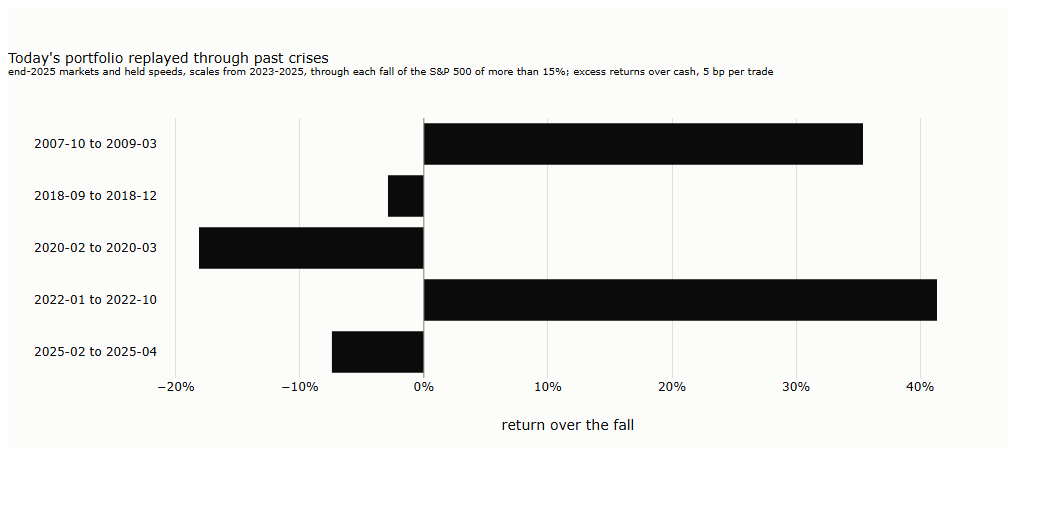 Today's portfolio replayed through past crises
end-2025 markets and held speeds, scales from 2023-2025, through each fall of the S&P 500 of more than 15%; excess returns over cash, 5 bp per trade
2007-10 to 2009-03
2018-09 to 2018-12
2020-02 to 2020-03
2022-01 to 2022-10
2025-02 to 2025-04
−20% −10% 0% 10% 20% 30% 40%
return over the fall